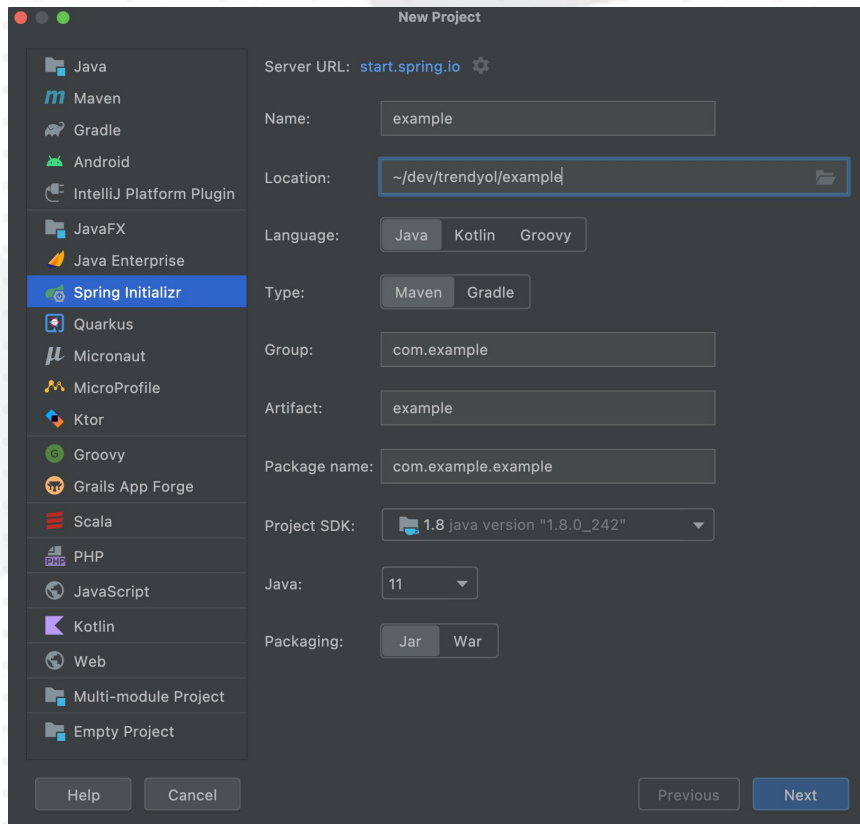 New Project
Java
Maven
Gradle
Android
IntelliJ Platform Plugin
JavaFX
Java Enterprise
Spring Initializr
Quarkus
Micronaut
MicroProfile
Ktor
Groovy
Grails App Forge
Scala
PHP
JavaScript
Kotlin
Web
Multi-module Project
Empty Project
Server URL: start.spring.io
Name: example
Location: ~/dev/trendyol/example
Language: Java Kotlin Groovy
Type: Maven Gradle
Group: com.example
Artifact: example
Package name: com.example.example
Project SDK: 1.8 java version "1.8.0_242"
Java: 11
Packaging: Jar War
Help Cancel Previous Next